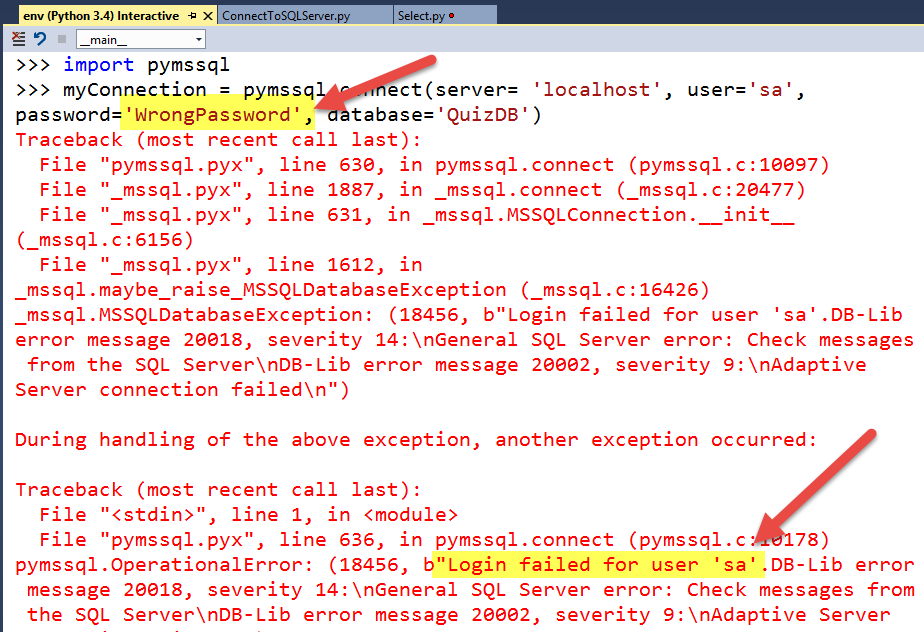 env (Python 3.4) Interactive
ConnectToSQLServer.py
Select.py
__main__
>>> import pymssql
>>> myConnection = pymssql.connect(server= 'localhost', user='sa',
password='WrongPassword', database='QuizDB')
Traceback (most recent call last):
  File "pymssql.pyx", line 630, in pymssql.connect (pymssql.c:10097)
  File "_mssql.pyx", line 1887, in _mssql.connect (_mssql.c:20477)
  File "_mssql.pyx", line 631, in _mssql.MSSQLConnection.__init__
(_mssql.c:6156)
  File "_mssql.pyx", line 1612, in
_mssql.maybe_raise_MSSQLDatabaseException (_mssql.c:16426)
_mssql.MSSQLDatabaseException: (18456, b"Login failed for user 'sa'.DB-Lib
error message 20018, severity 14:\nGeneral SQL Server error: Check messages
 from the SQL Server\nDB-Lib error message 20002, severity 9:\nAdaptive
Server connection failed\n")
During handling of the above exception, another exception occurred:
Traceback (most recent call last):
  File "<stdin>", line 1, in <module>
  File "pymssql.pyx", line 636, in pymssql.connect (pymssql.c:10178)
pymssql.OperationalError: (18456, b"Login failed for user 'sa'.DB-Lib error
 message 20018, severity 14:\nGeneral SQL Server error: Check messages from
 the SQL Server\nDB-Lib error message 20002, severity 9:\nAdaptive Server